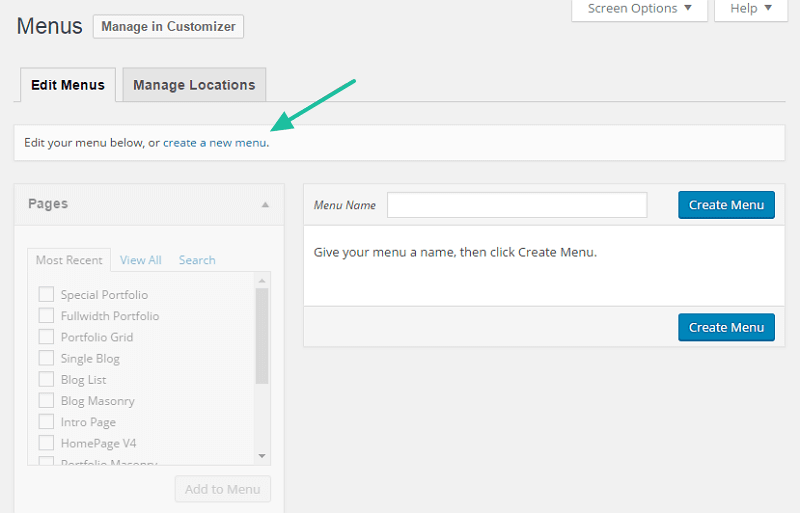 Menus Manage in Customizer Screen Options Help
Edit Menus Manage Locations
Edit your menu below, or create a new menu.
Pages
Most Recent View All Search
Special Portfolio
Fullwidth Portfolio
Portfolio Grid
Single Blog
Blog List
Blog Masonry
Intro Page
HomePage V4
Portfolio Masonry
Add to Menu
Menu Name Create Menu
Give your menu a name, then click Create Menu.
Create Menu